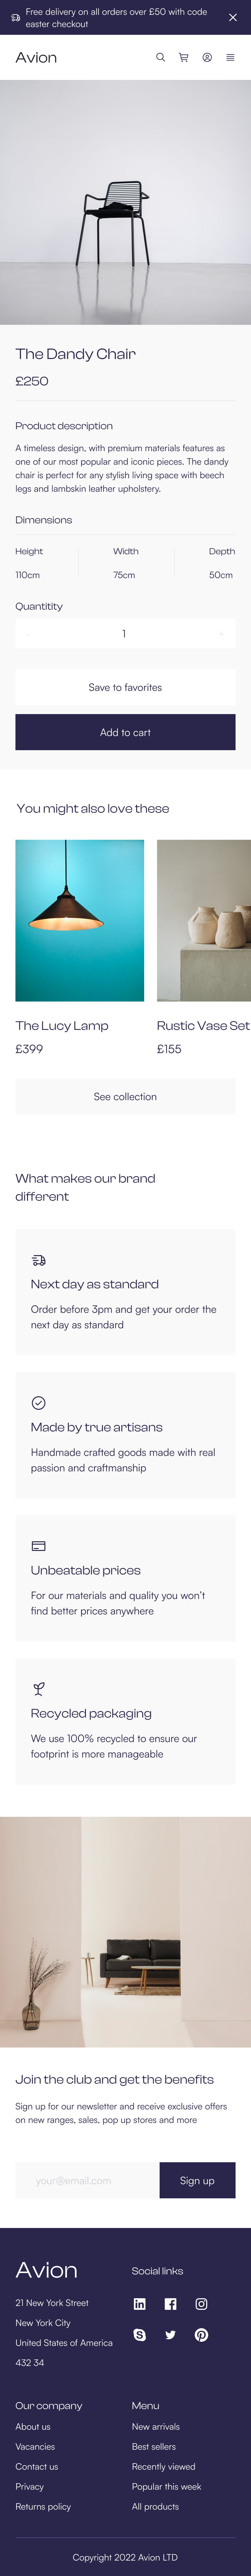 Free delivery on all orders over £50 with code
easter checkout
Avion
The Dandy Chair
£250
Product description
A timeless design, with premium materials features as
one of our most popular and iconic pieces. The dandy
chair is perfect for any stylish living space with beech
legs and lambskin leather upholstery.
Dimensions
Height Width Depth
110cm 75cm 50cm
Quantitity
- 1 +
Save to favorites
Add to cart
You might also love these
The Lucy Lamp Rustic Vase Set
£399 £155
See collection
What makes our brand
different
Next day as standard
Order before 3pm and get your order the
next day as standard
Made by true artisans
Handmade crafted goods made with real
passion and craftmanship
Unbeatable prices
For our materials and quality you won’t
find better prices anywhere
Recycled packaging
We use 100% recycled to ensure our
footprint is more manageable
Join the club and get the benefits
Sign up for our newsletter and receive exclusive offers
on new ranges, sales, pop up stores and more
your@email.com Sign up
Avion
21 New York Street
New York City
United States of America
432 34
Social links
Our company
About us
Vacancies
Contact us
Privacy
Returns policy
Menu
New arrivals
Best sellers
Recently viewed
Popular this week
All products
Copyright 2022 Avion LTD